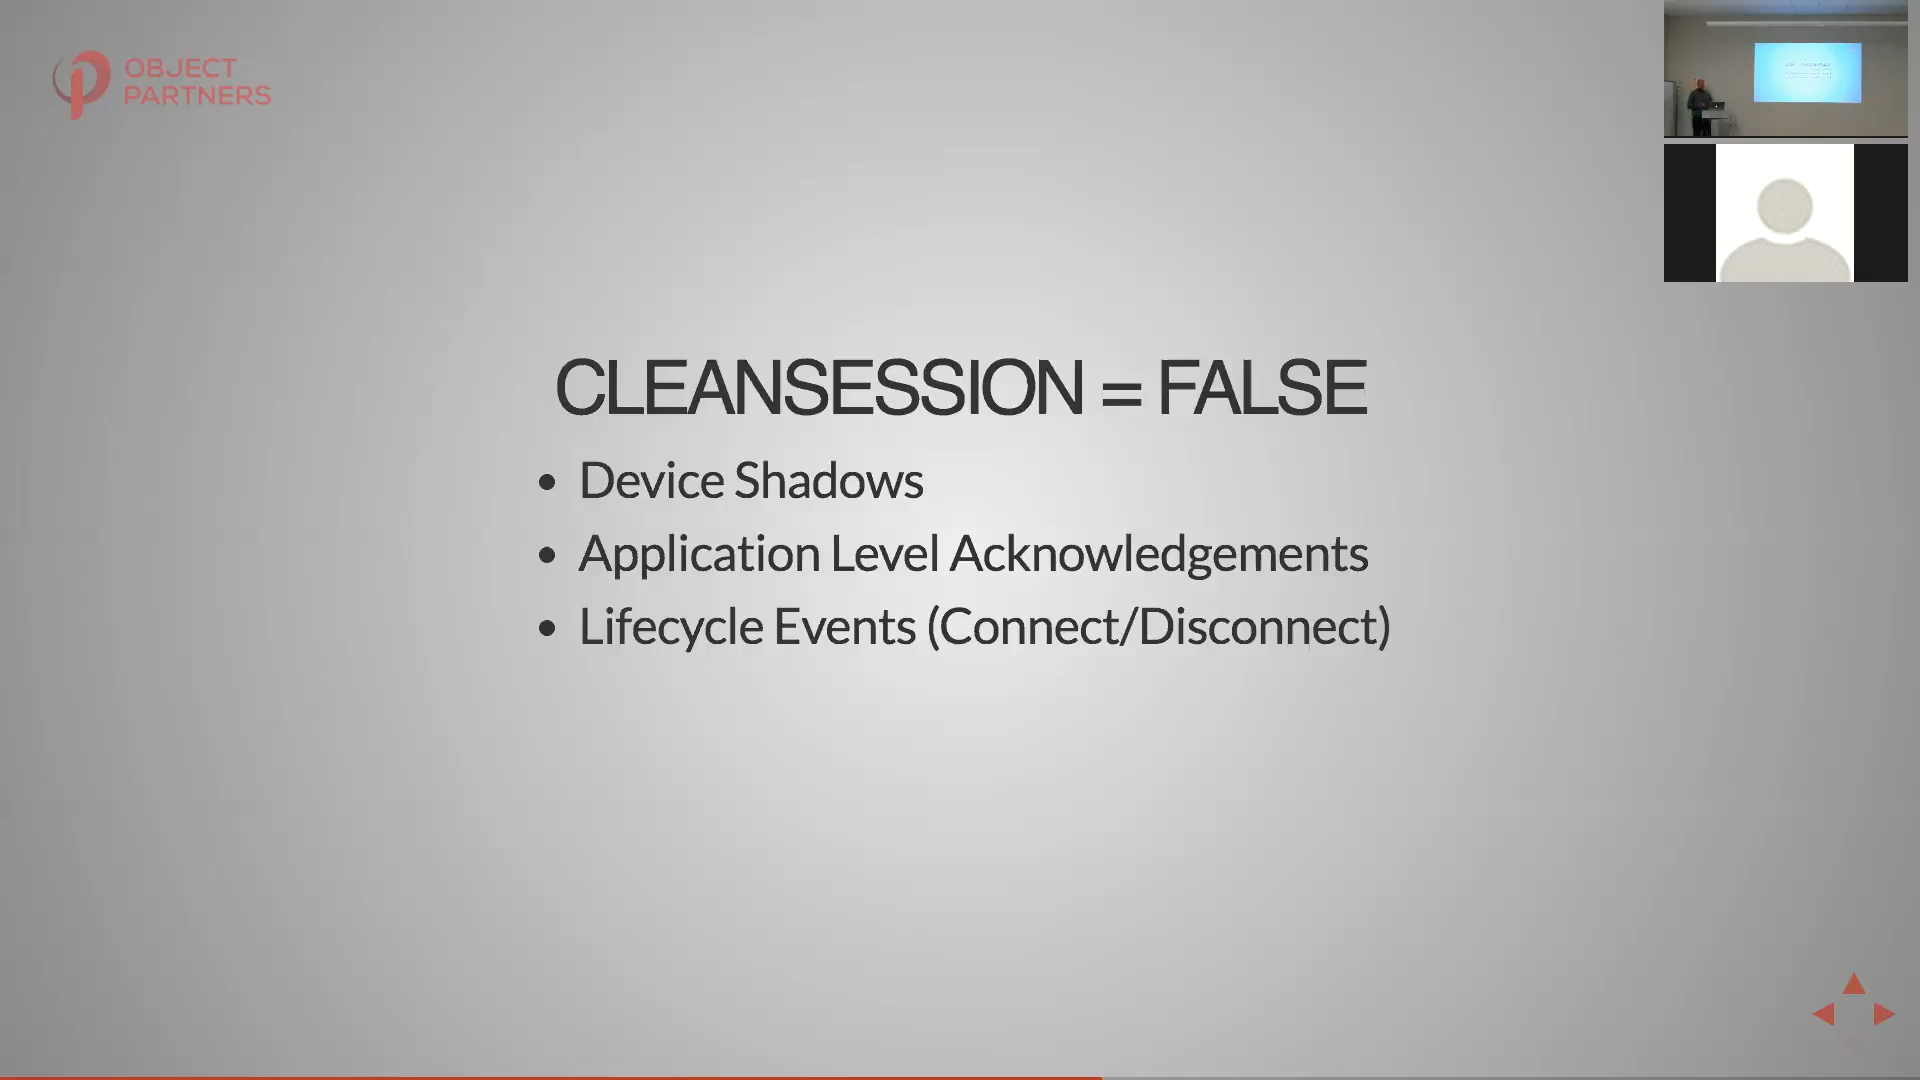 OBJECT
PARTNERS
CLEANSESSION = FALSE
• Device Shadows
• Application Level Acknowledgements
• Lifecycle Events (Connect/Disconnect)